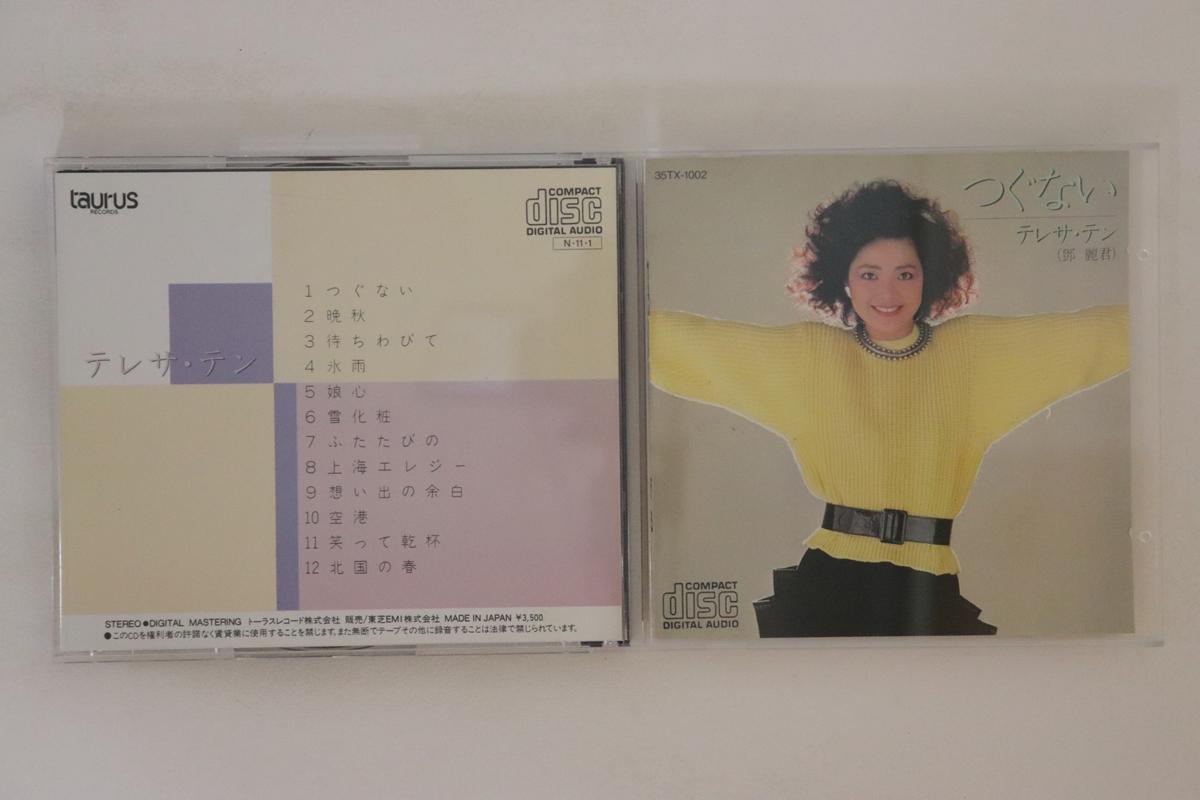 taurus
RECORDS
COMPACT
disc
DIGITAL AUDIO
N・11・1
テレサ・テン
1 つぐない
2 晩秋
3 待ちわびて
4 氷雨
5 娘心
6 雪化粧
7 ふたたびの
8 上海エレジー
9 想い出の余白
10 空港
11 笑って乾杯
12 北国の春
STEREO ●DIGITAL MASTERING トーラスレコード株式会社 販売/東芝EMI株式会社 MADE IN JAPAN ¥3,500
●このCDを権利者の許諾なく賃貸業に使用することを禁じます。また無断でテープその他に録音することは法律で禁じられています。
35TX-1002
つぐない
テレサ・テン
(鄧 麗君)
COMPACT
disc
DIGITAL AUDIO